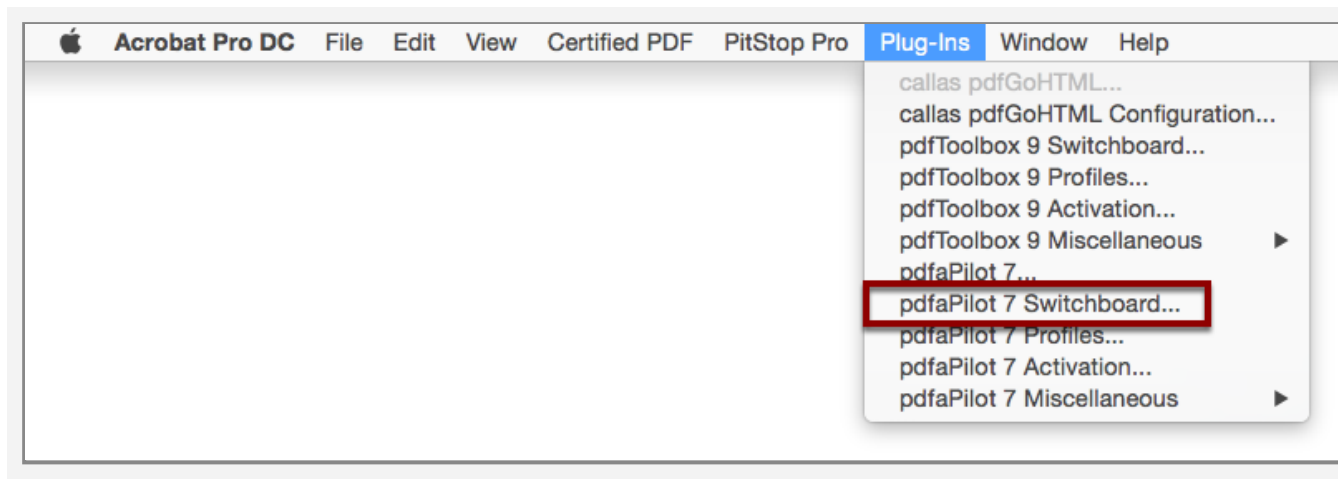 Acrobat Pro DC File Edit View Certified PDF PitStop Pro Plug-Ins Window Help
callas pdfGoHTML...
callas pdfGoHTML Configuration...
pdfToolbox 9 Switchboard...
pdfToolbox 9 Profiles...
pdfToolbox 9 Activation...
pdfToolbox 9 Miscellaneous
pdfaPilot 7...
pdfaPilot 7 Switchboard...
pdfaPilot 7 Profiles...
pdfaPilot 7 Activation...
pdfaPilot 7 Miscellaneous